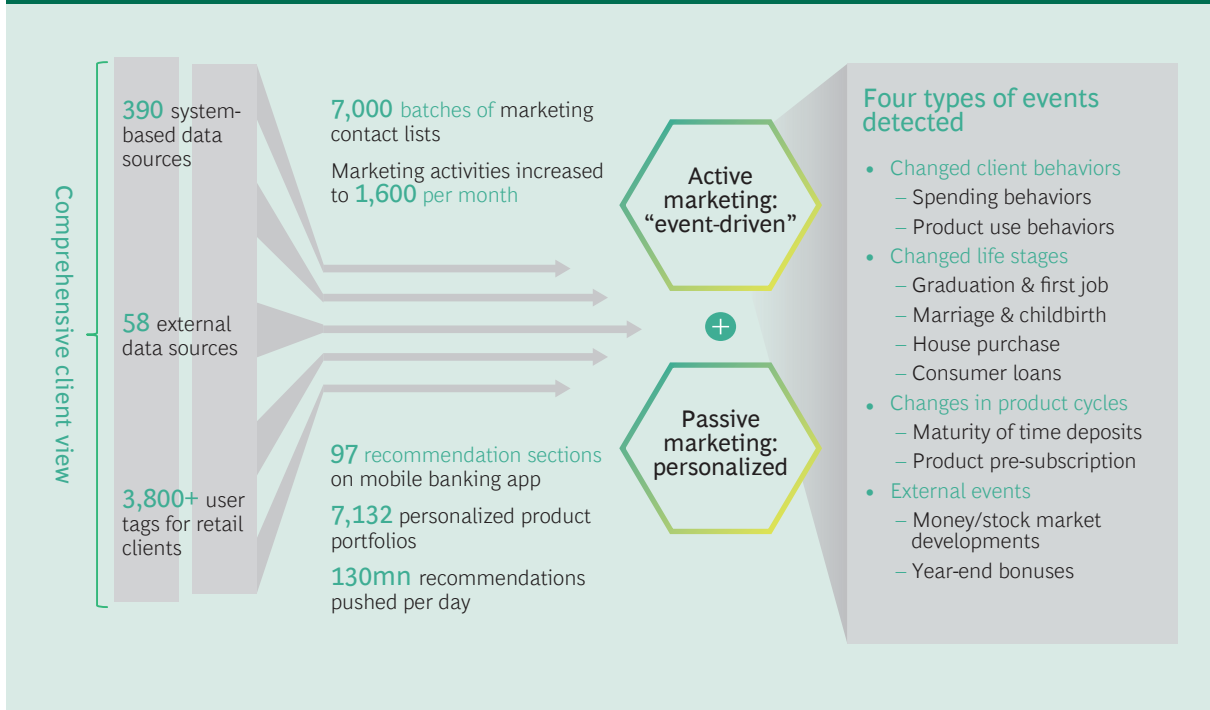 Comprehensive client view
390 system-
based data
sources
58 external
data sources
3,800+ user
tags for retail
clients
7,000 batches of marketing
contact lists
Marketing activities increased
to 1,600 per month
97 recommendation sections
on mobile banking app
7,132 personalized product
portfolios
130mn recommendations
pushed per day
Active
marketing:
“event-driven”
+
Passive
marketing:
personalized
Four types of events
detected
• Changed client behaviors
– Spending behaviors
– Product use behaviors
• Changed life stages
– Graduation & first job
– Marriage & childbirth
– House purchase
– Consumer loans
• Changes in product cycles
– Maturity of time deposits
– Product pre-subscription
• External events
– Money/stock market
developments
– Year-end bonuses